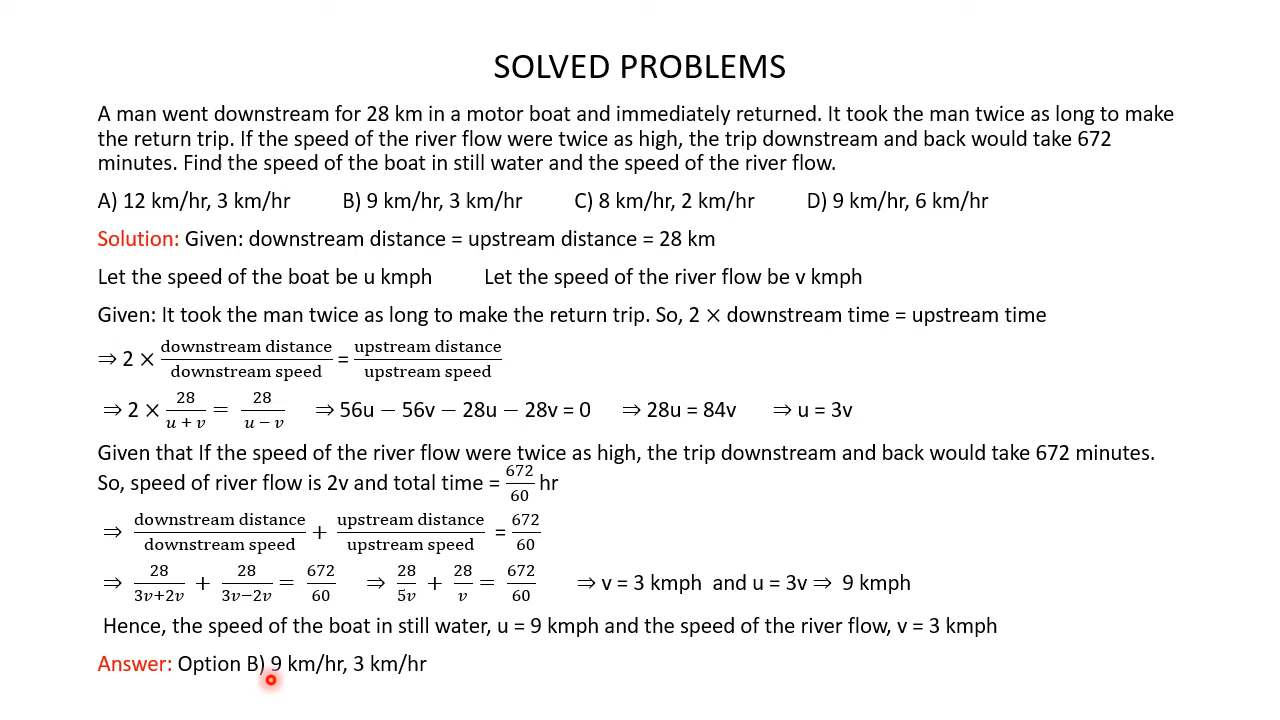 SOLVED PROBLEMS
A man went downstream for 28 km in a motor boat and immediately returned. It took the man twice as long to make
the return trip. If the speed of the river flow were twice as high, the trip downstream and back would take 672
minutes. Find the speed of the boat in still water and the speed of the river flow.
A) 12 km/hr, 3 km/hr B) 9 km/hr, 3 km/hr C) 8 km/hr, 2 km/hr D) 9 km/hr, 6 km/hr
Solution: Given: downstream distance = upstream distance = 28 km
Let the speed of the boat be u kmph Let the speed of the river flow be v kmph
Given: It took the man twice as long to make the return trip. So, 2 × downstream time = upstream time
⇒ 2 × downstream distance/downstream speed = upstream distance/upstream speed
⇒ 2 × 28/(u + v) = 28/(u − v) ⇒ 56u − 56v − 28u − 28v = 0 ⇒ 28u = 84v ⇒ u = 3v
Given that If the speed of the river flow were twice as high, the trip downstream and back would take 672 minutes.
So, speed of river flow is 2v and total time = 672/60 hr
⇒ downstream distance/downstream speed + upstream distance/upstream speed = 672/60
⇒ 28/(3v+2v) + 28/(3v−2v) = 672/60 ⇒ 28/5v + 28/v = 672/60 ⇒ v = 3 kmph and u = 3v ⇒ 9 kmph
Hence, the speed of the boat in still water, u = 9 kmph and the speed of the river flow, v = 3 kmph
Answer: Option B) 9 km/hr, 3 km/hr